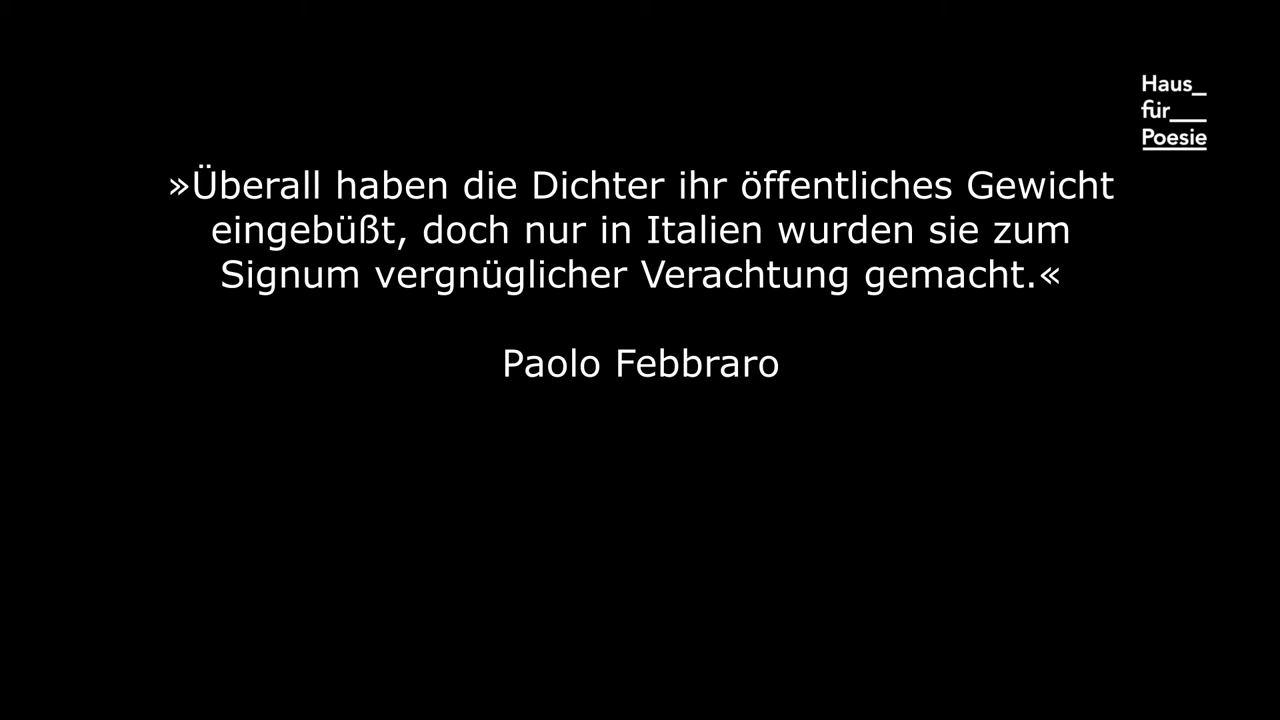 Haus_
für___
Poesie
»Überall haben die Dichter ihr öffentliches Gewicht
eingebüßt, doch nur in Italien wurden sie zum
Signum vergnüglicher Verachtung gemacht.«
Paolo Febbraro